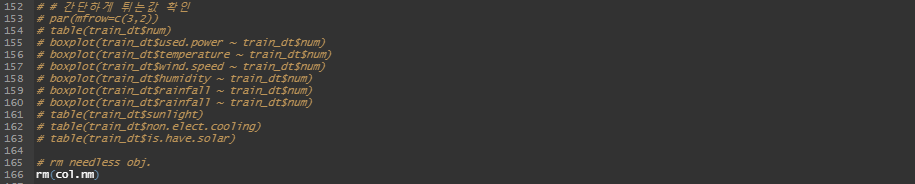 152 # # 간단하게 튀는값 확인
153 # par(mfrow=c(3,2))
154 # table(train_dt$num)
155 # boxplot(train_dt$used.power ~ train_dt$num)
156 # boxplot(train_dt$temperature ~ train_dt$num)
157 # boxplot(train_dt$wind.speed ~ train_dt$num)
158 # boxplot(train_dt$humidity ~ train_dt$num)
159 # boxplot(train_dt$rainfall ~ train_dt$num)
160 # boxplot(train_dt$rainfall ~ train_dt$num)
161 # table(train_dt$sunlight)
162 # table(train_dt$non.elect.cooling)
163 # table(train_dt$is.have.solar)
164
165 # rm needless obj.
166 rm(col.nm)